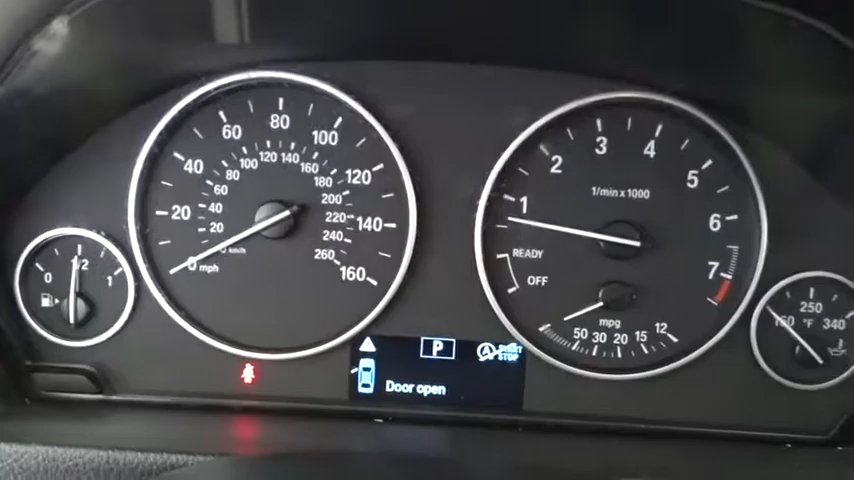 0 1/2 1
0 20 40 60 80 100 120 140 160
mph
20 40 60 80 100 120 140 160 180 200 220 240 260
km/h
1 2 3 4 5 6 7
1/min x 1000
READY
OFF
mpg
50 30 20 15 12
160 250 340
°F
P
A START
STOP
Door open